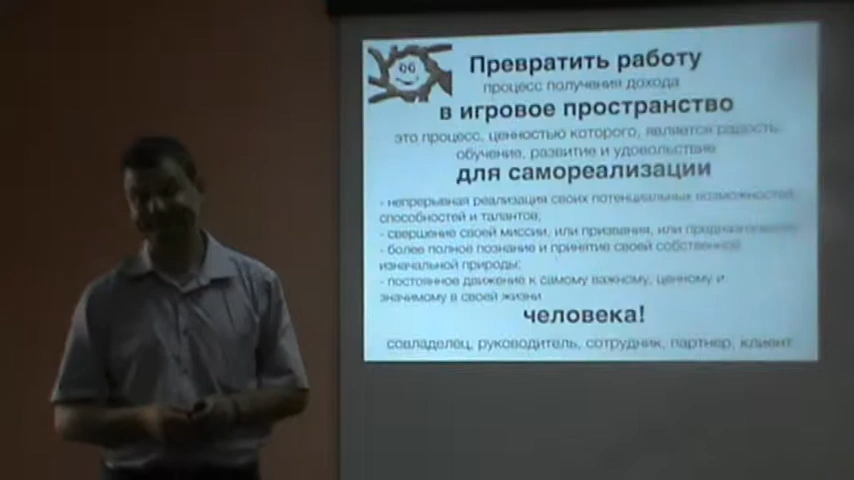 Превратить работу
процесс получения дохода
в игровое пространство
это процесс, ценностью которого, является радость,
обучение, развитие и удовольствие
для самореализации
- непрерывная реализация своих потенциальных возможностей,
способностей и талантов;
- свершение своей миссии, или призвания, или
- более полное познание и принятие своей собственной
изначальной природы;
- постоянное движение к самому важному, ценному и
значимому в своей жизни
человека!
совладелец, руководитель, сотрудник, партнер, клиент